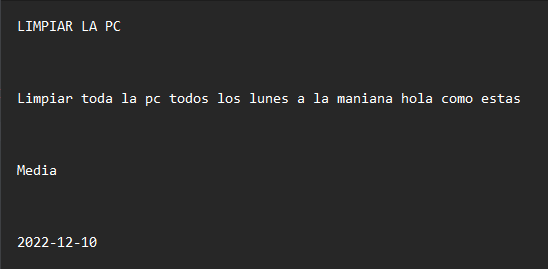 LIMPIAR LA PC
Limpiar toda la pc todos los lunes a la maniana hola como estas
Media
2022-12-10